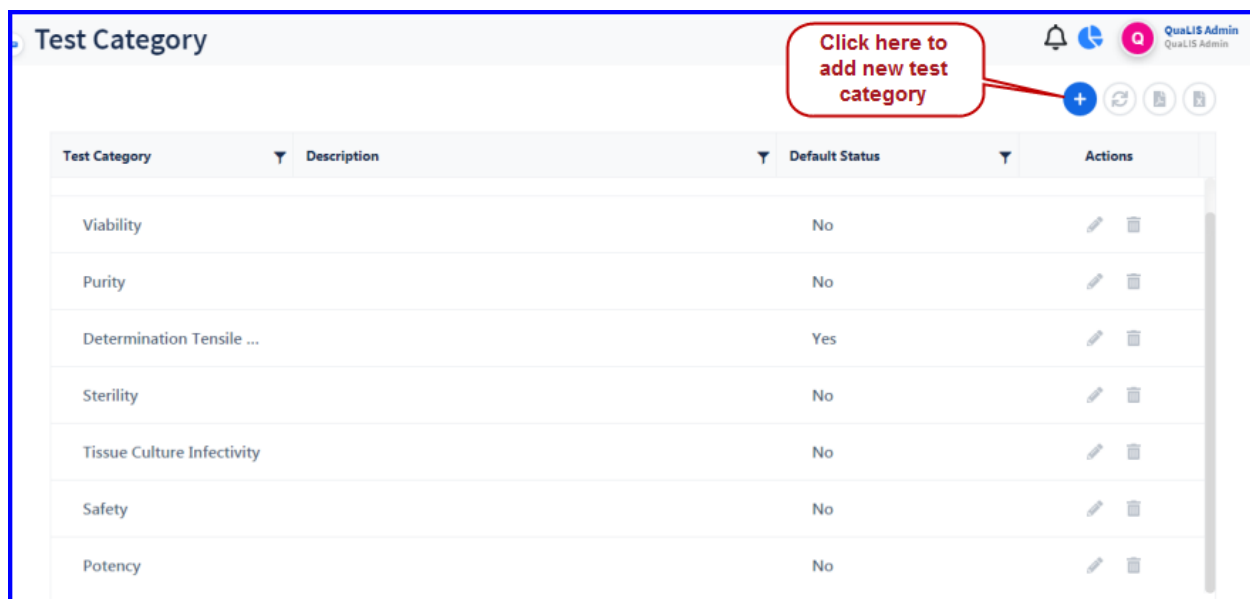 Test Category
Click here to
add new test
category
Q
QuaLIS Admin
QuaLIS Admin
Test Category Description Default Status Actions
Viability No
Purity No
Determination Tensile ... Yes
Sterility No
Tissue Culture Infectivity No
Safety No
Potency No